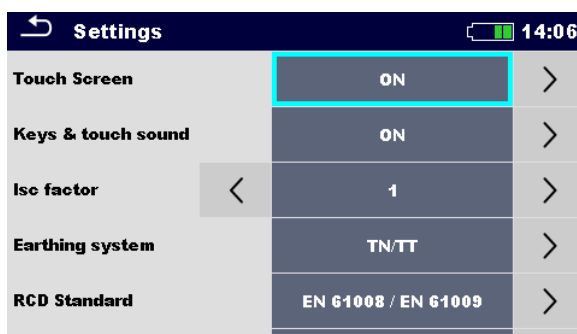 Settings 14:06
Touch Screen ON
Keys & touch sound ON
Isc factor 1
Earthing system TN/TT
RCD Standard EN 61008 / EN 61009